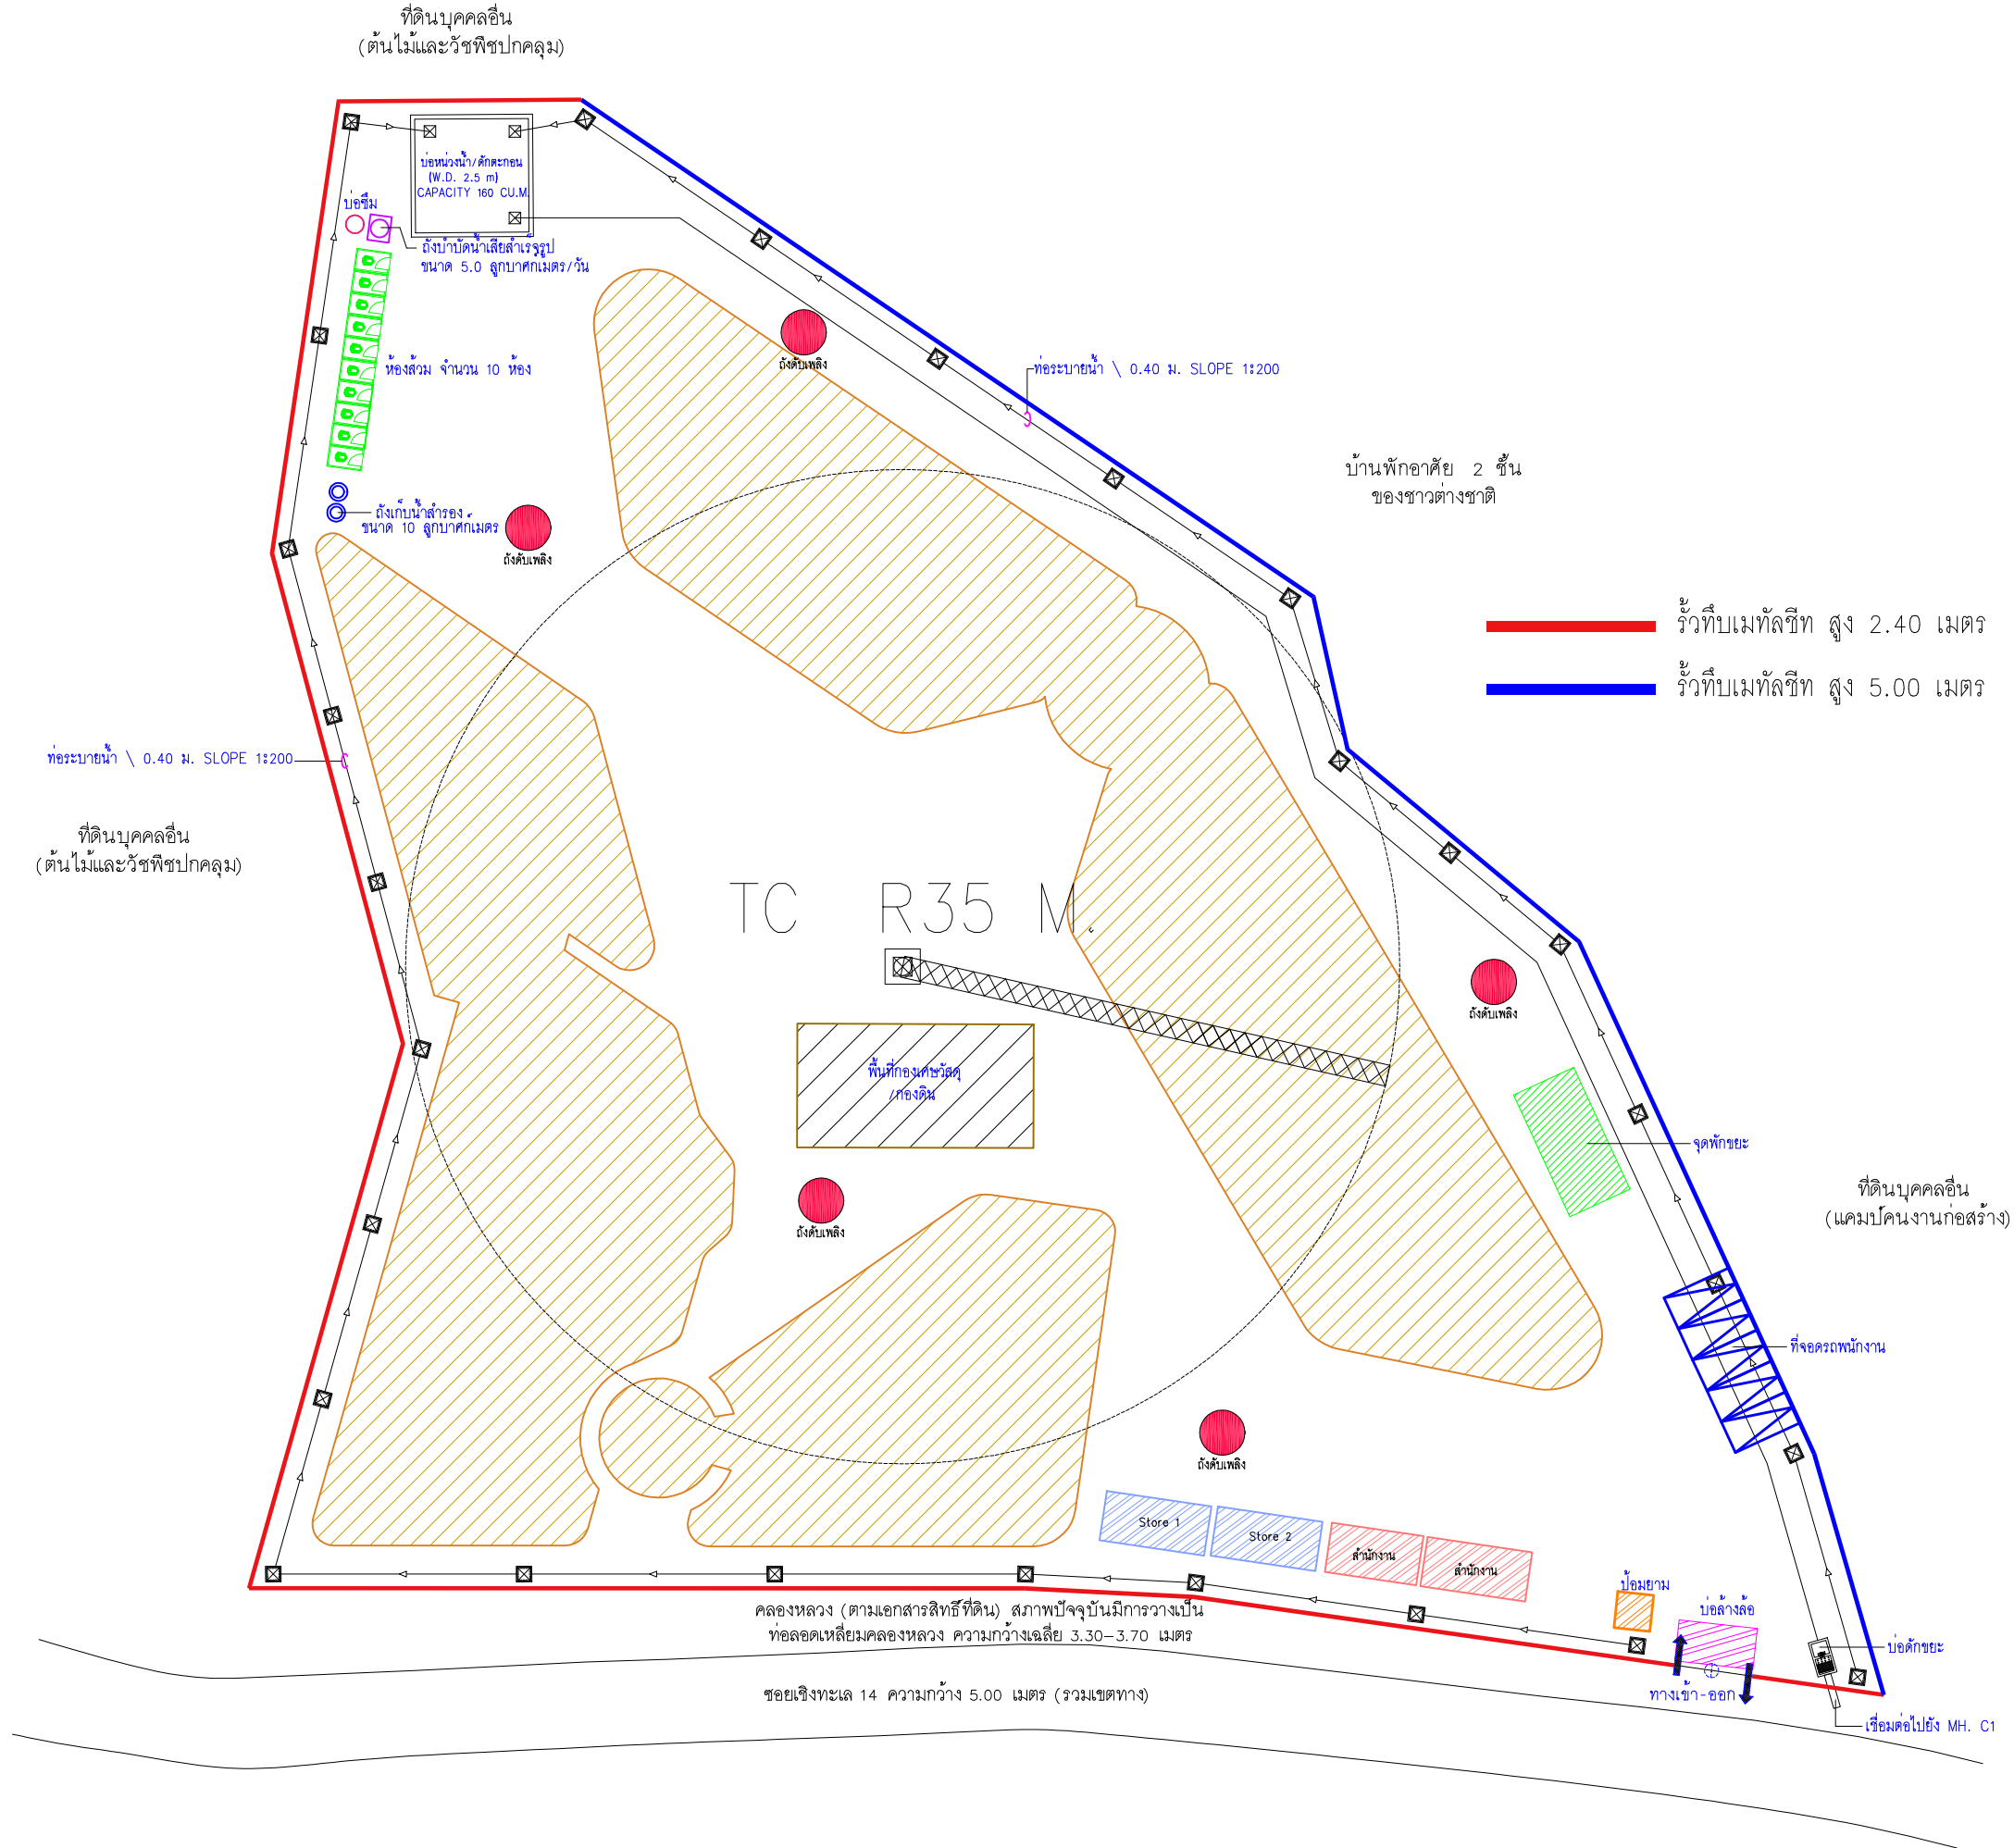 ที่ดินบุคคลอื่น
(ต้นไม้และวัชพืชปกคลุม)
บ่อหน่วงน้ำ/ดักตะกอน
(W.D. 2.5 m)
CAPACITY 160 CU.M.
บ่อซึม
ถังบำบัดน้ำเสียสำเร็จรูป
ขนาด 5.0 ลูกบาศก์เมตร/วัน
ถังดับเพลิง
ห้องส้วม จำนวน 10 ห้อง
ท่อระบายน้ำ \ 0.40 ม. SLOPE 1:200
บ้านพักอาศัย 2 ชั้น
ของชาวต่างชาติ
ถังเก็บน้ำสำรอง
ขนาด 10 ลูกบาศก์เมตร
ถังดับเพลิง
รั้วทึบเมทัลชีท สูง 2.40 เมตร
รั้วทึบเมทัลชีท สูง 5.00 เมตร
ท่อระบายน้ำ \ 0.40 ม. SLOPE 1:200
ที่ดินบุคคลอื่น
(ต้นไม้และวัชพืชปกคลุม)
TC R35 M.
ถังดับเพลิง
พื้นที่กองเศษวัสดุ
/กองดิน
จุดพักขยะ
ที่ดินบุคคลอื่น
(แคมป์คนงานก่อสร้าง)
ถังดับเพลิง
ที่จอดรถพนักงาน
ถังดับเพลิง
Store 1
Store 2
สำนักงาน
สำนักงาน
ป้อมยาม
บ่อล้างล้อ
คลองหลวง (ตามเอกสารสิทธิ์ที่ดิน) สภาพปัจจุบันมีการวางเป็น
ท่อลอดเหลี่ยมคลองหลวง ความกว้างเฉลี่ย 3.30-3.70 เมตร
บ่อดักขยะ
ซอยเชิงทะเล 14 ความกว้าง 5.00 เมตร (รวมเขตทาง)
ทางเข้า-ออก
เชื่อมต่อไปยัง MH. C1